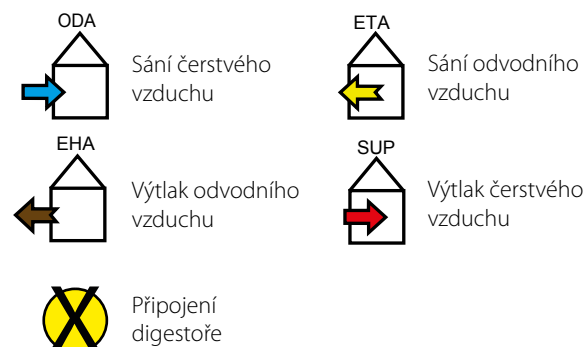 ODA
Sání čerstvého
vzduchu
ETA
Sání odvodního
vzduchu
EHA
Výtlak odvodního
vzduchu
SUP
Výtlak čerstvého
vzduchu
Připojení
digestoře